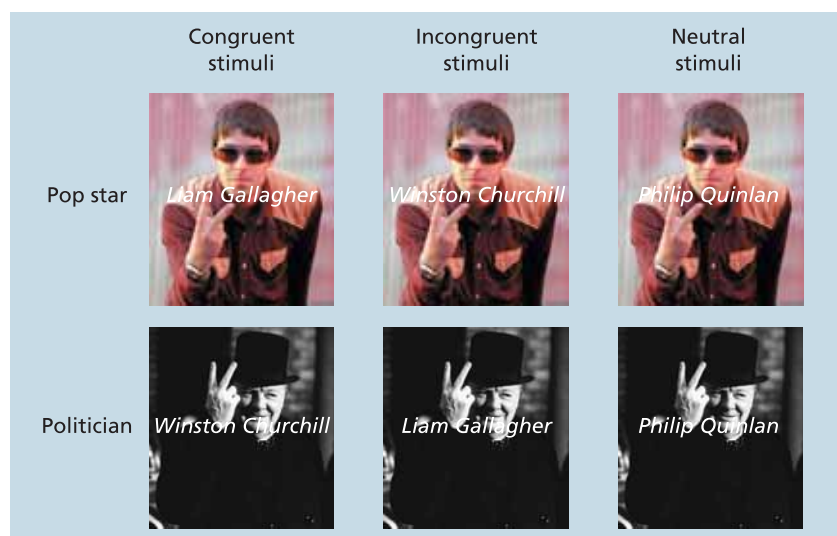 Congruent
stimuli
Incongruent
stimuli
Neutral
stimuli
Pop star
Liam Gallagher
Winston Churchill
Philip Quinlan
Politician
Winston Churchill
Liam Gallagher
Philip Quinlan